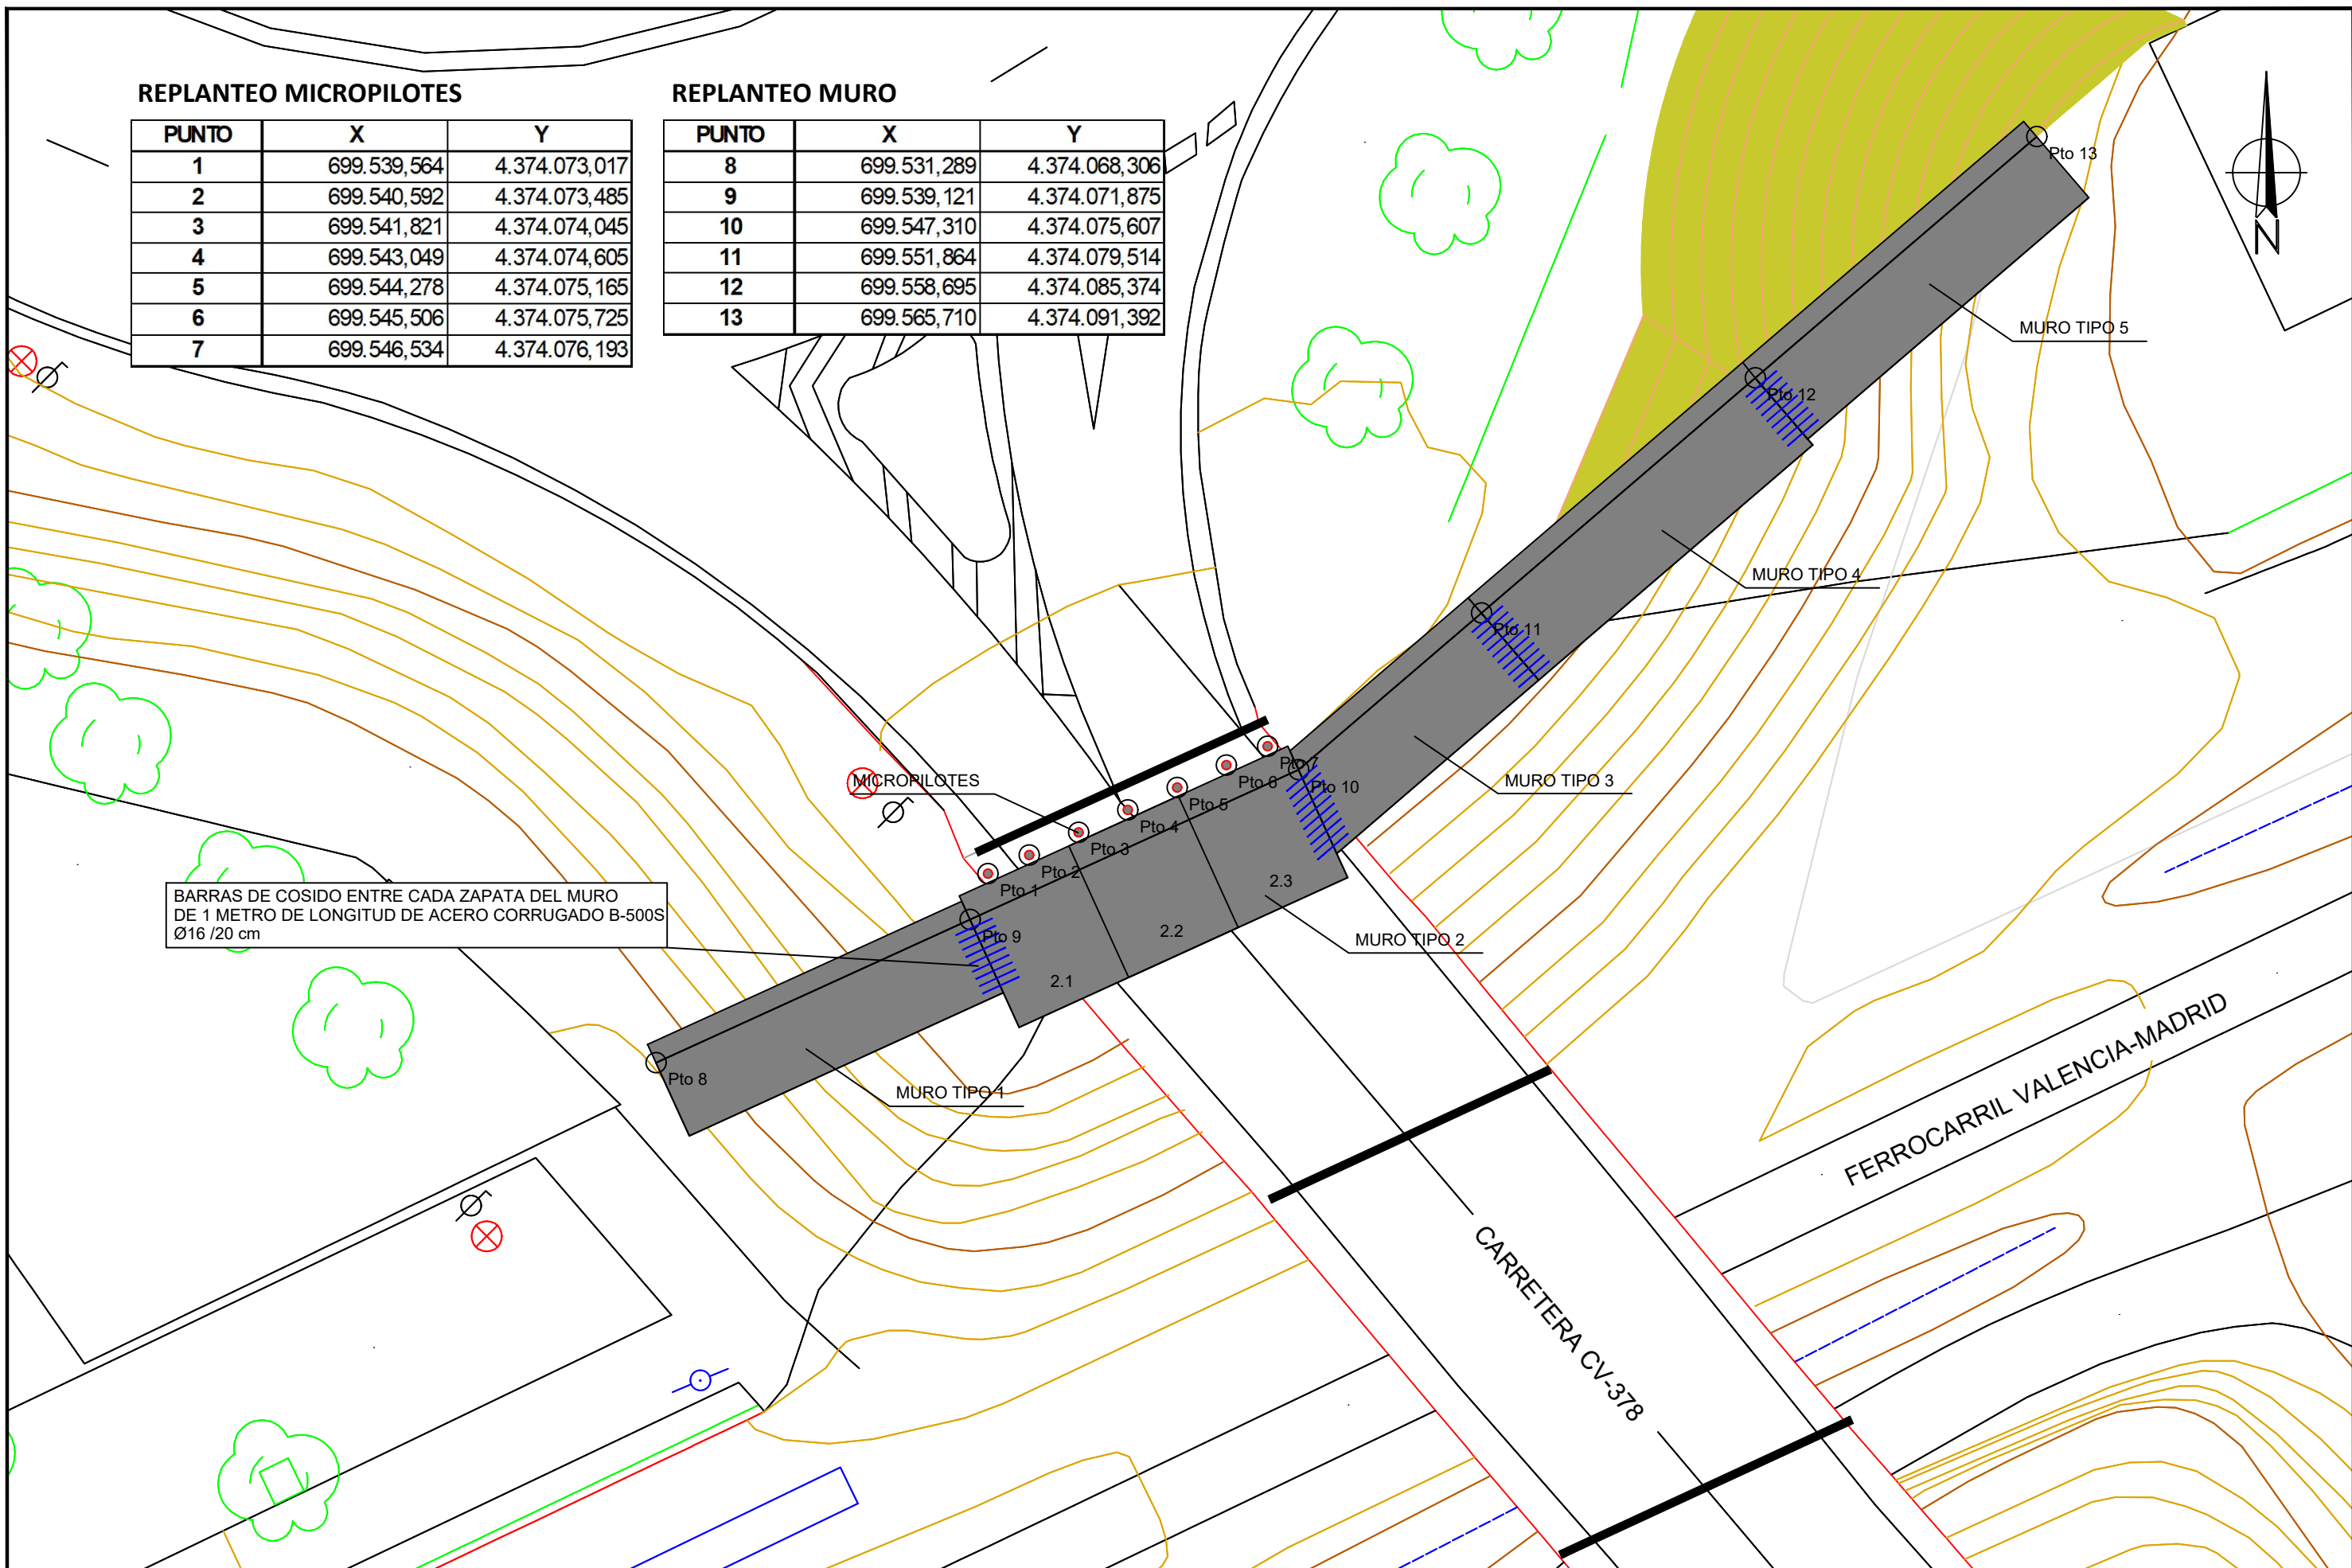 REPLANTEO MICROPILOTES
PUNTO X Y
1 699.539,564 4.374.073,017
2 699.540,592 4.374.073,485
3 699.541,821 4.374.074,045
4 699.543,049 4.374.074,605
5 699.544,278 4.374.075,165
6 699.545,506 4.374.075,725
7 699.546,534 4.374.076,193
REPLANTEO MURO
PUNTO X Y
8 699.531,289 4.374.068,306
9 699.539,121 4.374.071,875
10 699.547,310 4.374.075,607
11 699.551,864 4.374.079,514
12 699.558,695 4.374.085,374
13 699.565,710 4.374.091,392
Pto 13
N
MURO TIPO 5
Pto 12
MURO TIPO 4
Pto 11
MURO TIPO 3
Pto 7
Pto 10
Pto 6
Pto 5
Pto 4
Pto 3
Pto 2
Pto 1
MICROPILOTES
2.3
2.2
2.1
MURO TIPO 2
Pto 9
BARRAS DE COSIDO ENTRE CADA ZAPATA DEL MURO
DE 1 METRO DE LONGITUD DE ACERO CORRUGADO B-500S
Ø16 /20 cm
Pto 8
MURO TIPO 1
FERROCARRIL VALENCIA-MADRID
CARRETERA CV-378